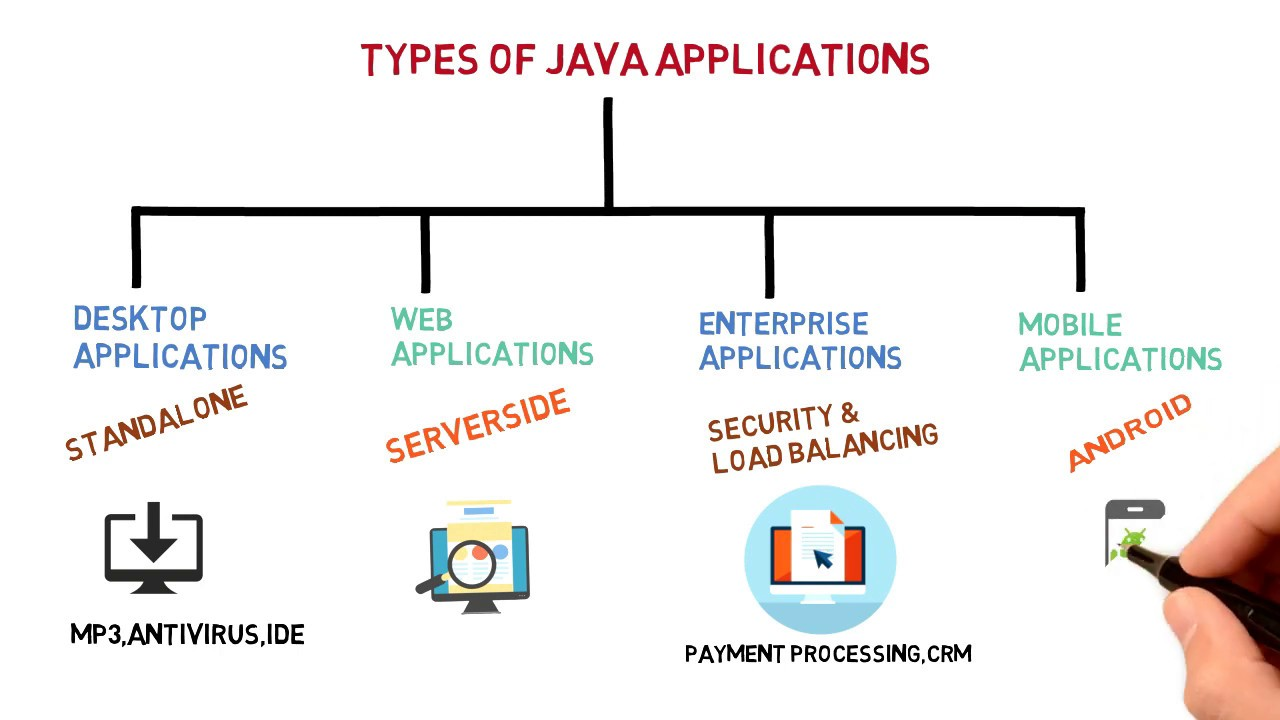 TYPES OF JAVA APPLICATIONS
DESKTOP
APPLICATIONS
STANDALONE
MP3,ANTIVIRUS,IDE
WEB
APPLICATIONS
SERVERSIDE
ENTERPRISE
APPLICATIONS
SECURITY &
LOAD BALANCING
PAYMENT PROCESSING,CRM
MOBILE
APPLICATIONS
ANDROID